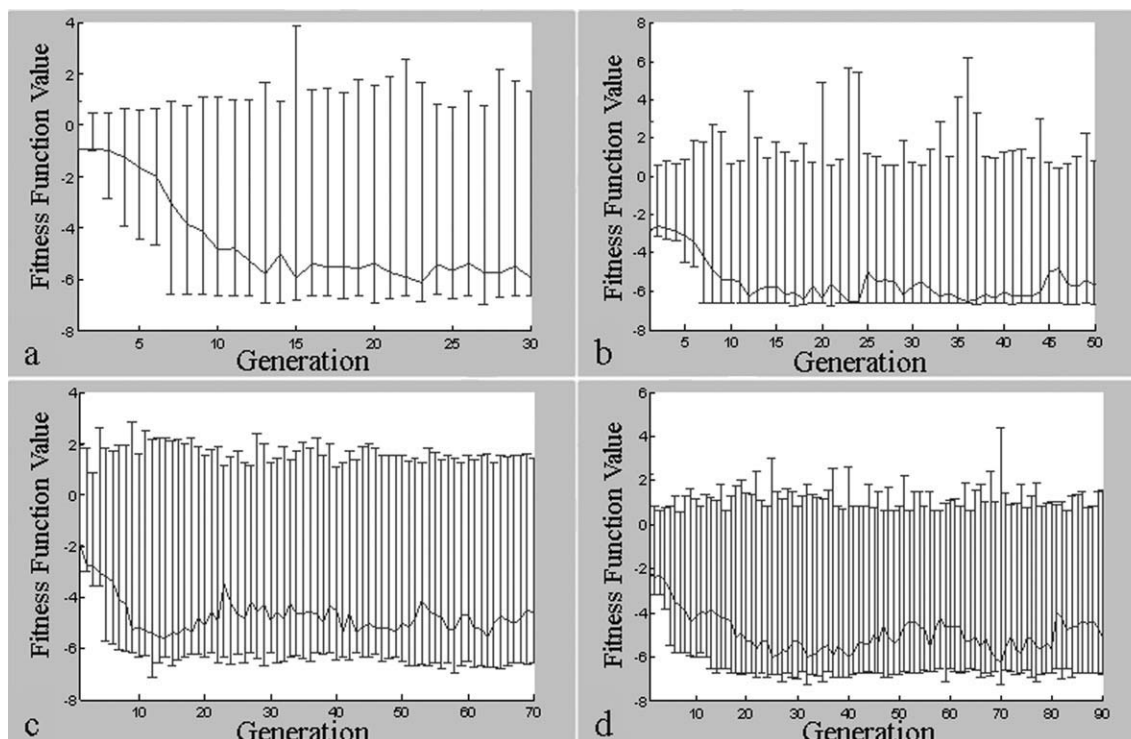 Fitness Function Value
4
2
0
-2
-4
-6
-8
5 10 15 20 25 30
a Generation
Fitness Function Value
8
6
4
2
0
-2
-4
-6
-8
5 10 15 20 25 30 35 40 45 50
b Generation
Fitness Function Value
4
2
0
-2
-4
-6
-8
10 20 30 40 50 60 70
c Generation
Fitness Function Value
6
4
2
0
-2
-4
-6
-8
10 20 30 40 50 60 70 80 90
d Generation